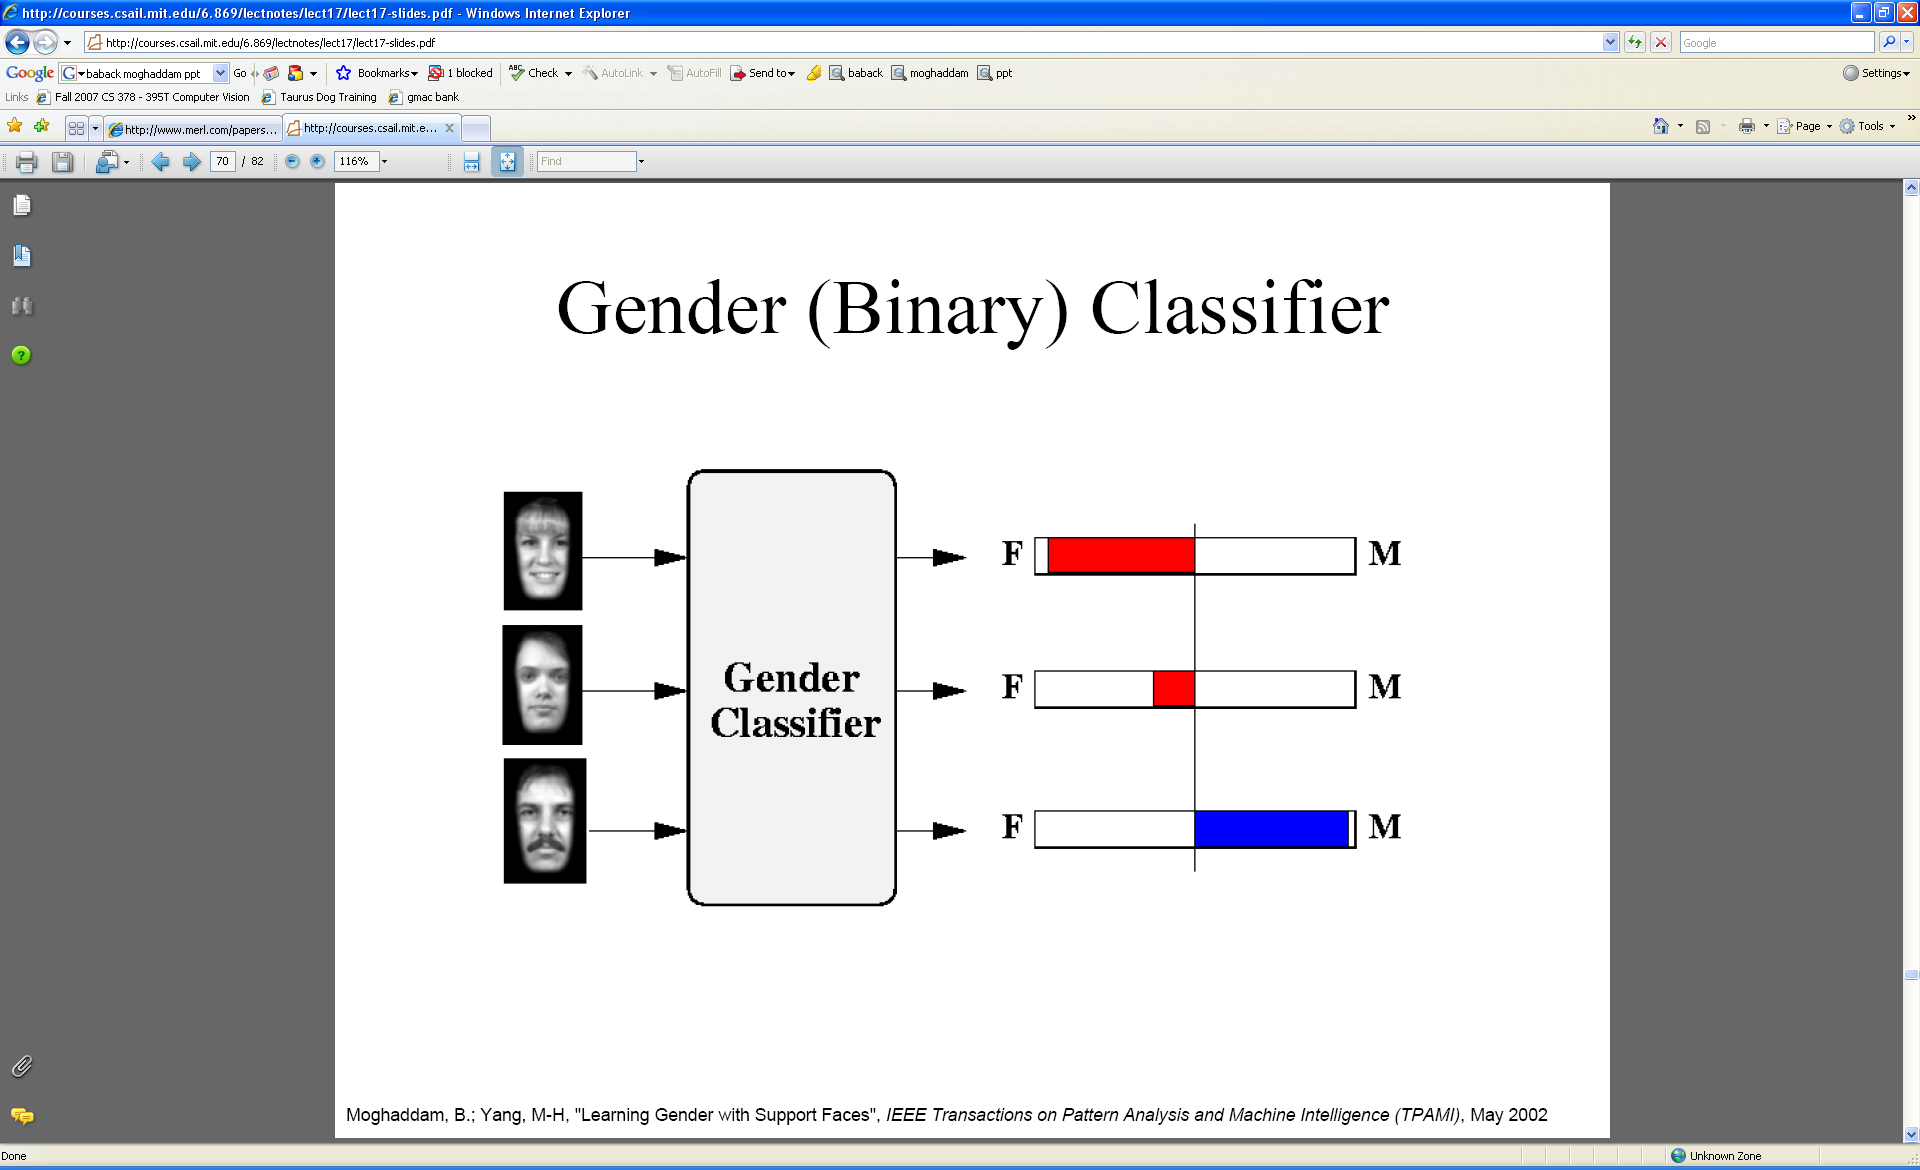 http://courses.csail.mit.edu/6.869/lectnotes/lect17/lect17-slides.pdf - Windows Internet Explorer
http://courses.csail.mit.edu/6.869/lectnotes/lect17/lect17-slides.pdf
Google
Google G baback moghaddam ppt Go Bookmarks 1 blocked ABC Check AutoLink AutoFill Send to baback moghaddam ppt Settings
Links Fall 2007 CS 378 - 395T Computer Vision Taurus Dog Training gmac bank
http://www.merl.com/papers... http://courses.csail.mit.e... Page Tools
70 / 82 116% Find
Gender (Binary) Classifier
F M
Gender
F M
Classifier
F M
Moghaddam, B.; Yang, M-H, "Learning Gender with Support Faces", IEEE Transactions on Pattern Analysis and Machine Intelligence (TPAMI), May 2002
Done Unknown Zone